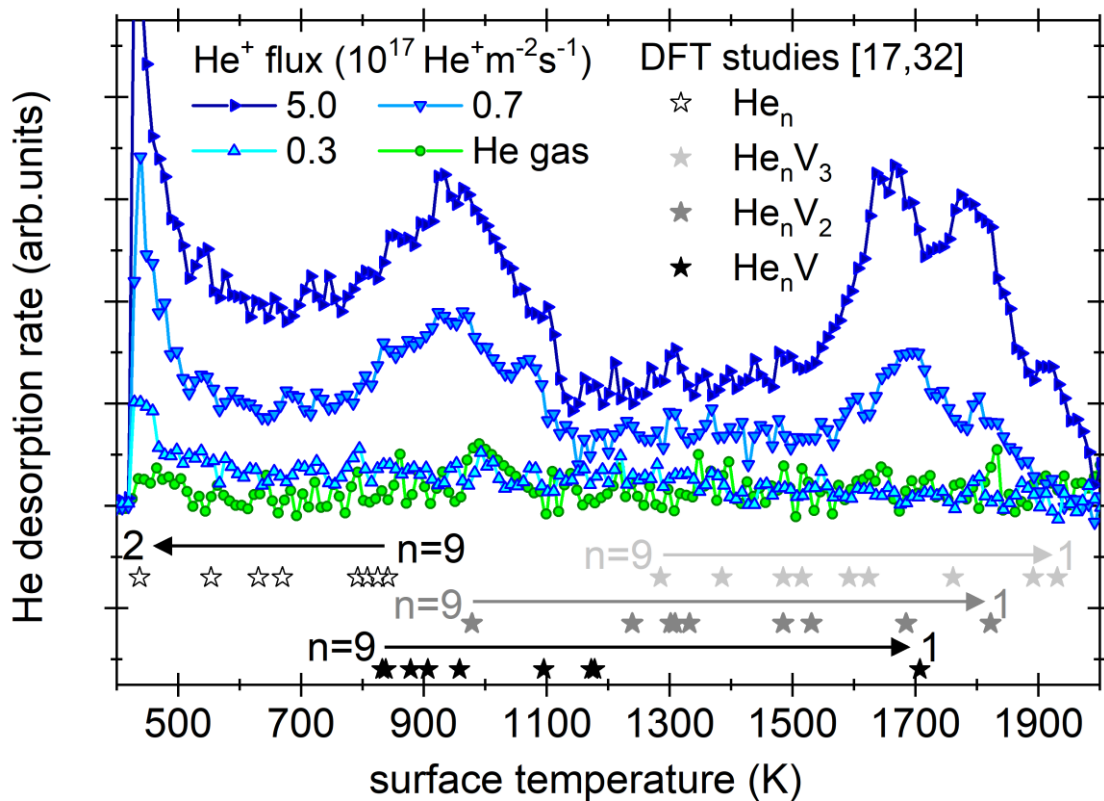 He⁺ flux (10¹⁷ He⁺m⁻²s⁻¹)
5.0
0.7
0.3
He gas
DFT studies [17,32]
Heₙ
HeₙV₃
HeₙV₂
HeₙV
He desorption rate (arb.units)
2
n=9
n=9
1
n=9
1
n=9
1
500 700 900 1100 1300 1500 1700 1900
surface temperature (K)